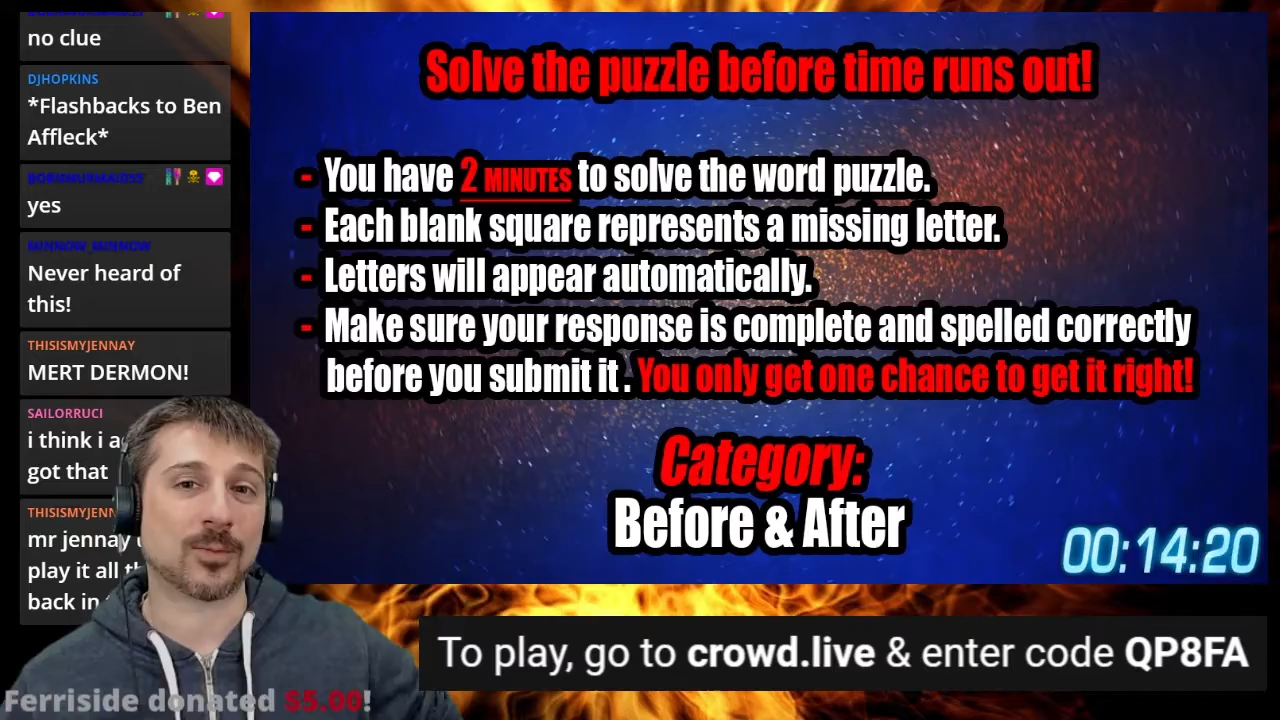 no clue
DJHOPKINS
*Flashbacks to Ben
Affleck*
yes
MINNOW_MINNOW
Never heard of
this!
THISISMYJENNAY
MERT DERMON!
SAILORRUCI
i think i a
got that
THISISMYJENN
mr jennay
play it all th
back in
Solve the puzzle before time runs out!
- You have 2 MINUTES to solve the word puzzle.
- Each blank square represents a missing letter.
- Letters will appear automatically.
- Make sure your response is complete and spelled correctly
before you submit it . You only get one chance to get it right!
Category:
Before & After
00:14:20
To play, go to crowd.live & enter code QP8FA
Ferriside donated $5.00!